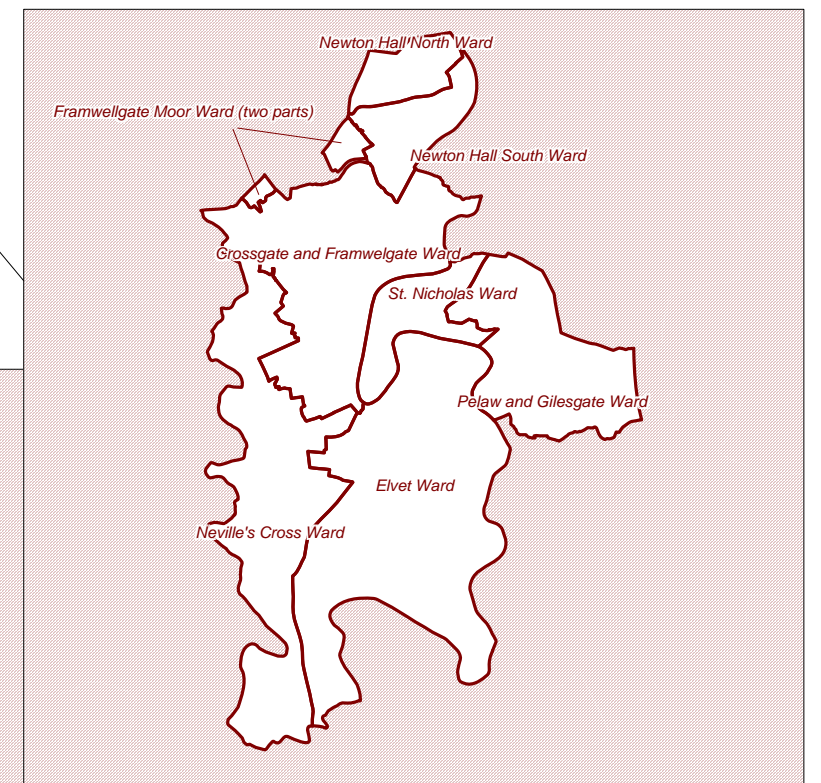 Newton Hall North Ward
Framwellgate Moor Ward (two parts)
Newton Hall South Ward
Crossgate and Framwelgate Ward
St. Nicholas Ward
Pelaw and Gilesgate Ward
Elvet Ward
Neville's Cross Ward